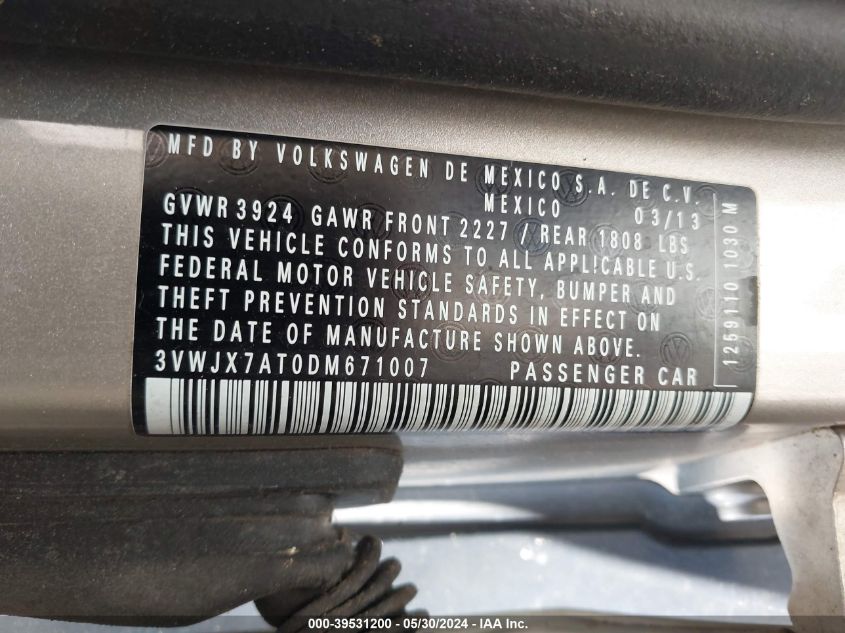 MFD BY VOLKSWAGEN DE MEXICO S.A. DE C.V.
MEXICO 03/13
GVWR 3924 GAWR FRONT 2227 / REAR 1808 LBS
THIS VEHICLE CONFORMS TO ALL APPLICABLE U.S.
FEDERAL MOTOR VEHICLE SAFETY, BUMPER AND
THEFT PREVENTION STANDARDS IN EFFECT ON
THE DATE OF MANUFACTURE SHOWN ABOVE.
3VWJX7AT0DM671007 PASSENGER CAR
1259110 1030 M
000-39531200 - 05/30/2024 - IAA Inc.